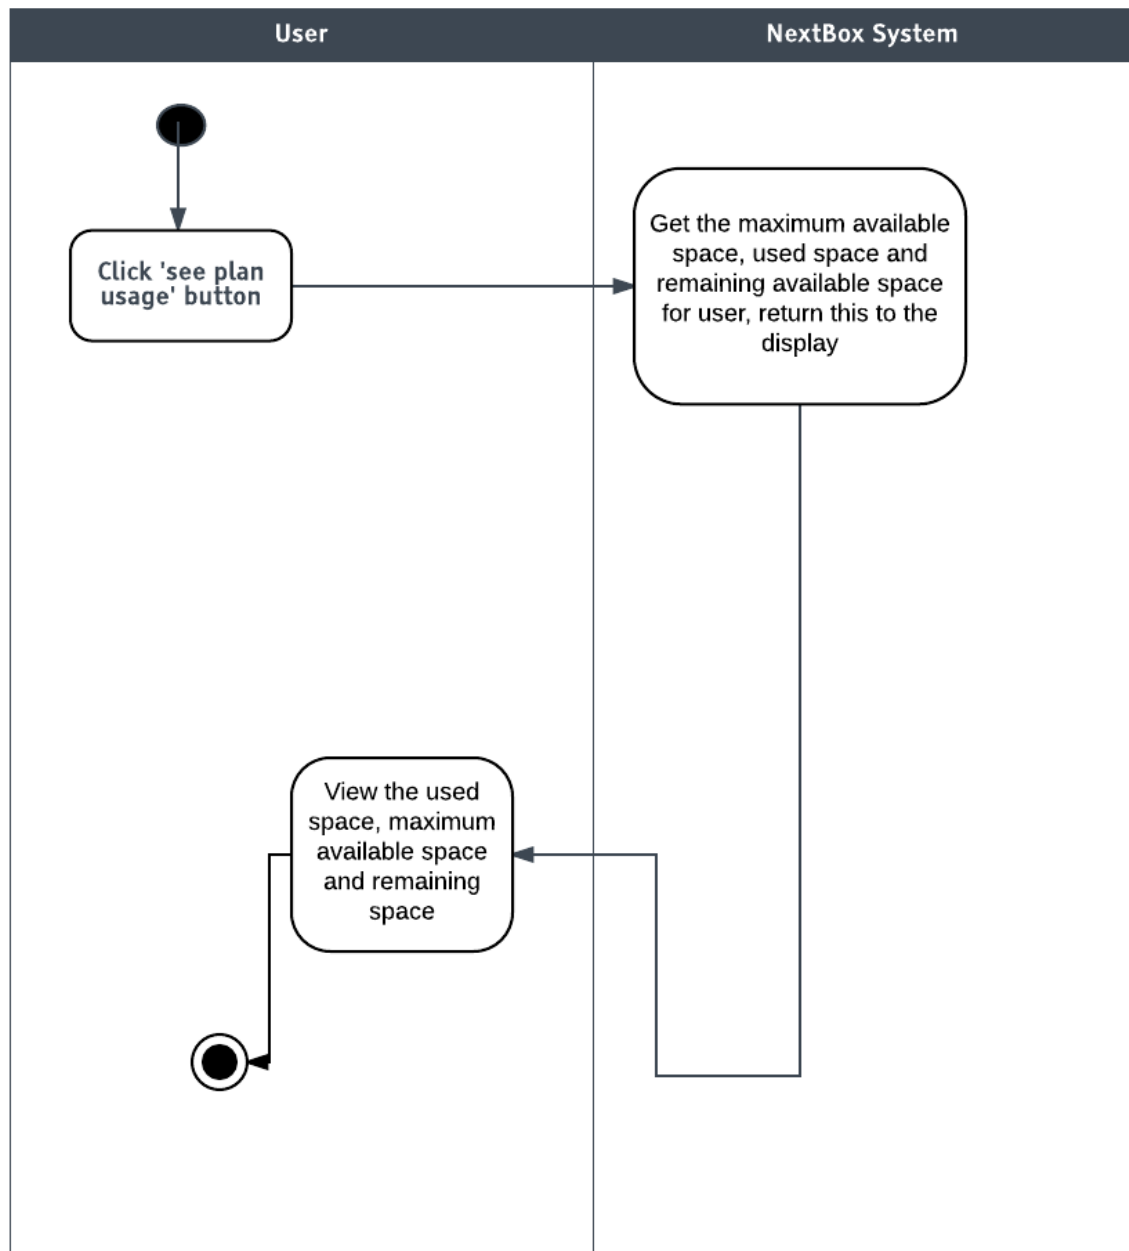 User
NextBox System
Click 'see plan
usage' button
Get the maximum available
space, used space and
remaining available space
for user, return this to the
display
View the used
space, maximum
available space
and remaining
space